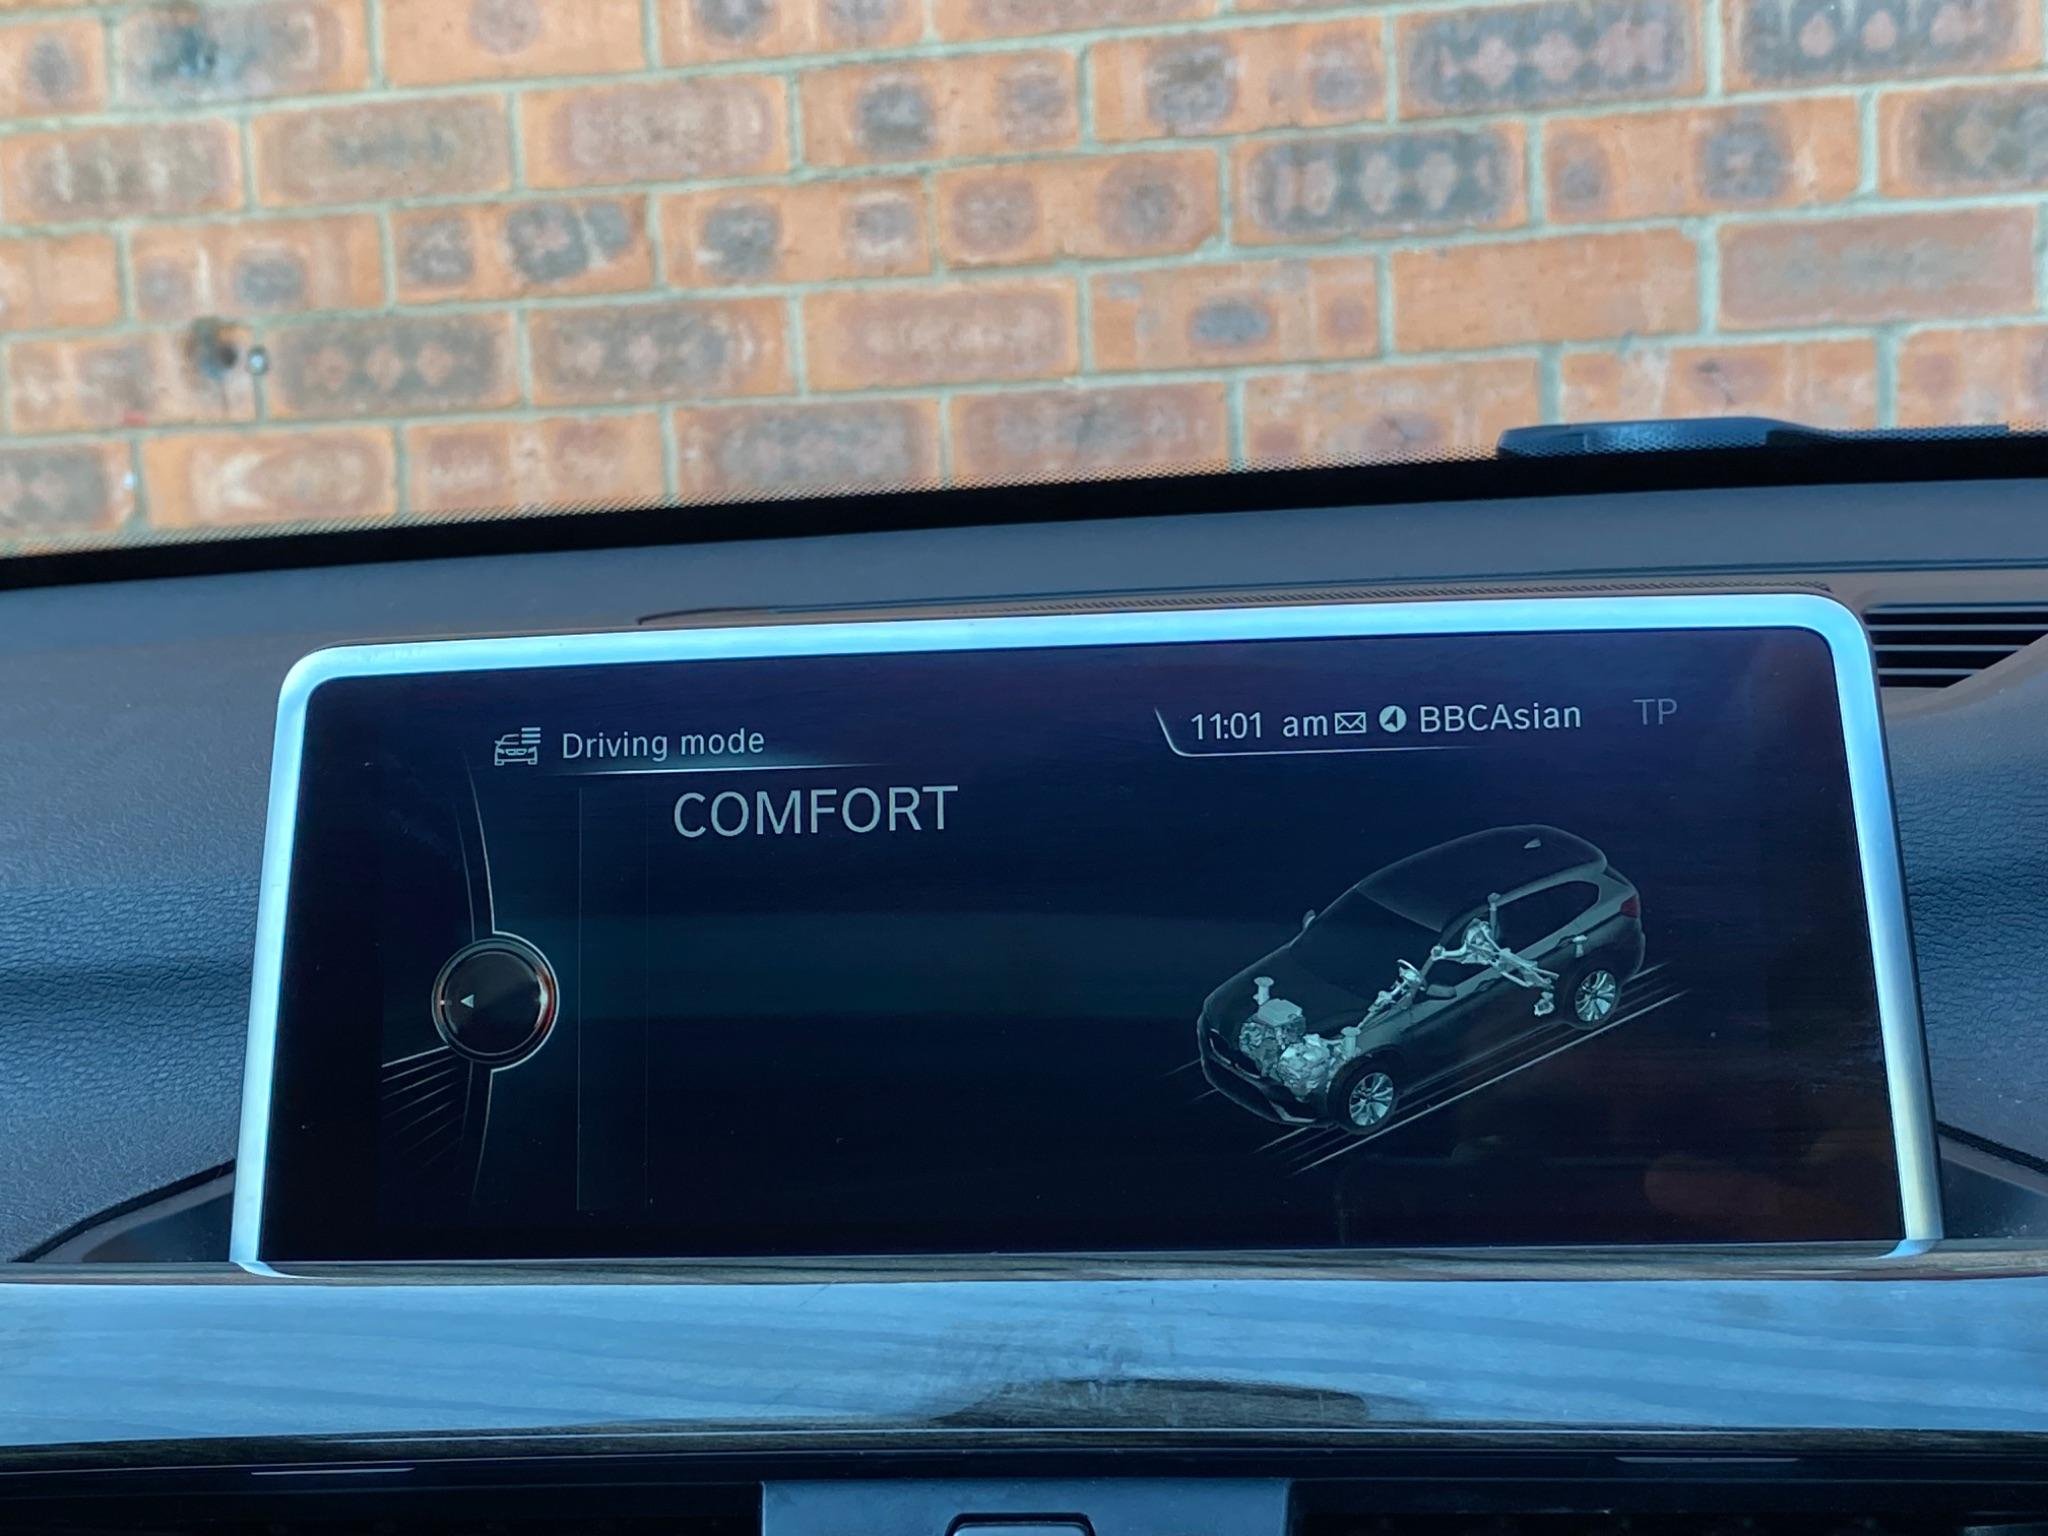 Driving mode
11:01 am BBCAsian TP
COMFORT